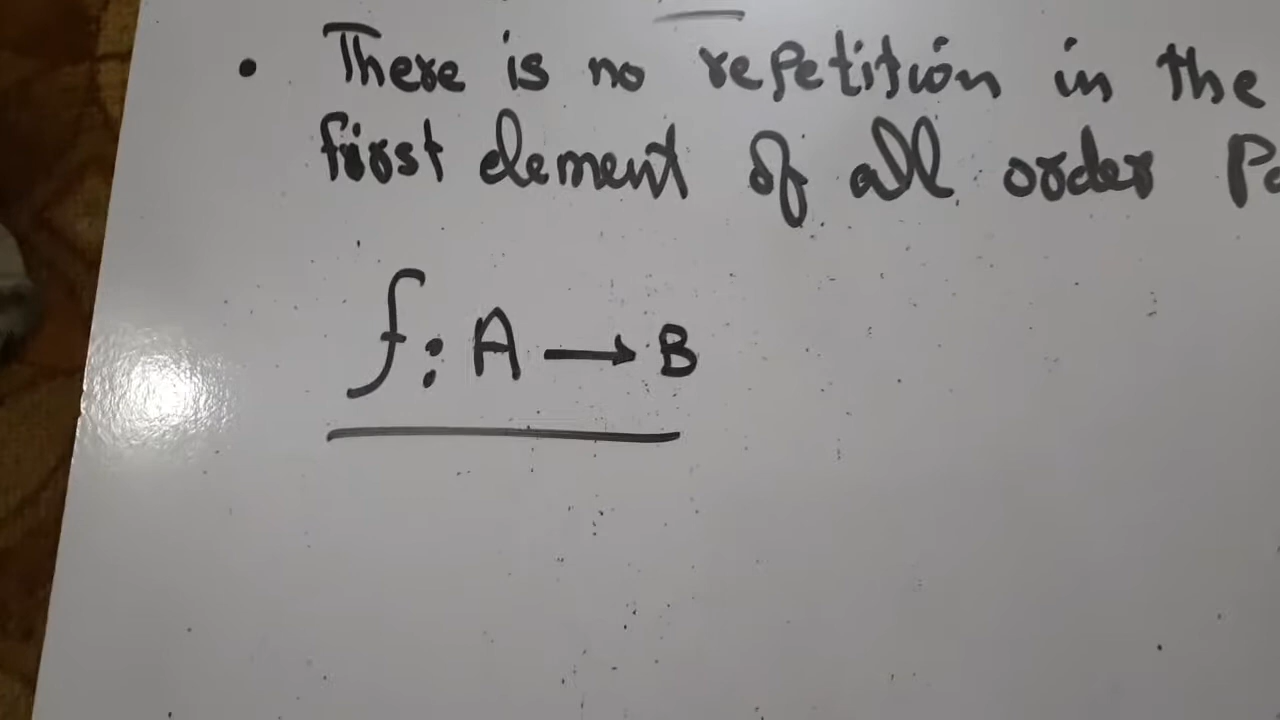 • There is no repetition in the
first element of all order
f : A → B